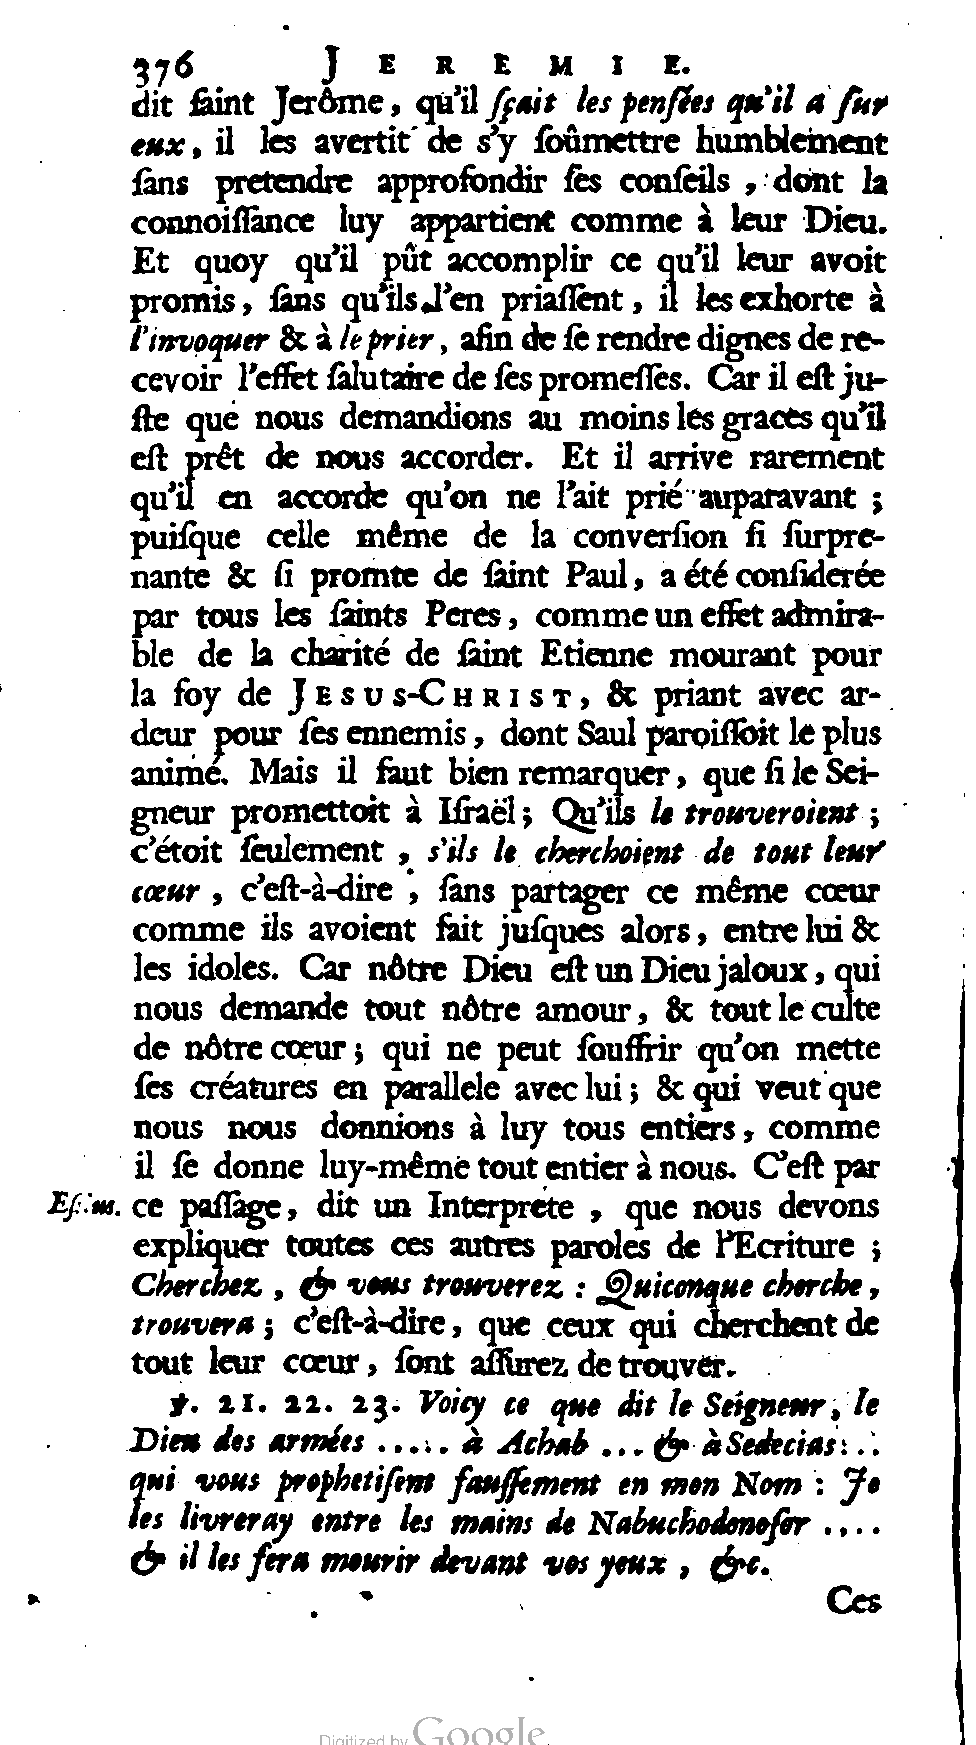 376 JEREMIE.
dit ſaint Jerôme, qu'il ſçait les penſées qu'il a ſur
eux, il les avertit de s'y ſoûmettre humblement
ſans pretendre approfondir ſes conſeils, dont la
connoiſſance luy appartient comme à leur Dieu.
Et quoy qu'il pût accomplir ce qu'il leur avoit
promis, ſans qu'ils l'en priaſſent, il les exhorte à
l'invoquer & à le prier, afin de ſe rendre dignes de re-
cevoir l'effet ſalutaire de ſes promeſſes. Car il eſt ju-
ſte que nous demandions au moins les graces qu'il
eſt prêt de nous accorder. Et il arrive rarement
qu'il en accorde qu'on ne l'ait prié auparavant ;
puiſque celle même de la converſion ſi ſurpre-
nante & ſi promte de ſaint Paul, a été conſiderée
par tous les ſaints Peres, comme un effet admira-
ble de la charité de ſaint Etienne mourant pour
la foy de JESUS-CHRIST, & priant avec ar-
deur pour ſes ennemis, dont Saul paroiſſoit le plus
animé. Mais il faut bien remarquer, que ſi le Sei-
gneur promettoit à Iſraël; Qu'ils le trouveroient ;
c'étoit ſeulement, s'ils le cherchoient de tout leur
cœur, c'eſt-à-dire, ſans partager ce même cœur
comme ils avoient fait juſques alors, entre lui &
les idoles. Car nôtre Dieu eſt un Dieu jaloux, qui
nous demande tout nôtre amour, & tout le culte
de nôtre cœur; qui ne peut ſouffrir qu'on mette
ſes créatures en parallele avec lui; & qui veut que
nous nous donnions à luy tous entiers, comme
il ſe donne luy-même tout entier à nous. C'eſt par
ce paſſage, dit un Interprete, que nous devons
expliquer toutes ces autres paroles de l'Ecriture ;
Cherchez, & vous trouverez : Quiconque cherche,
trouvera ; c'eſt-à-dire, que ceux qui cherchent de
tout leur cœur, ſont aſſurez de trouver.
℣. 21. 22. 23. Voicy ce que dit le Seigneur, le
Dieu des armées ..... à Achab ... & à Sedecias...
qui vous prophetiſent fauſſement en mon Nom : Je
les livreray entre les mains de Nabuchodonoſor ....
& il les fera mourir devant vos yeux, &c.
Ces
Digitized by Google